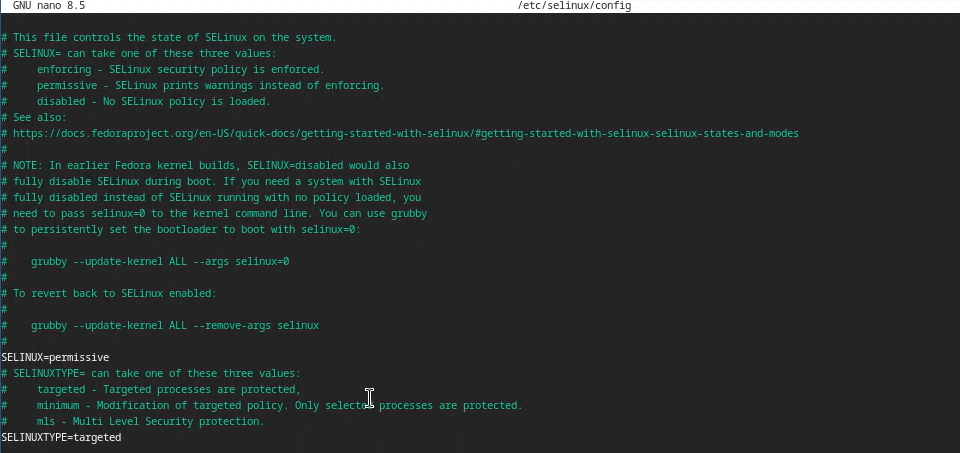 GNU nano 8.5 /etc/selinux/config
# This file controls the state of SELinux on the system.
# SELINUX= can take one of these three values:
#     enforcing - SELinux security policy is enforced.
#     permissive - SELinux prints warnings instead of enforcing.
#     disabled - No SELinux policy is loaded.
# See also:
# https://docs.fedoraproject.org/en-US/quick-docs/getting-started-with-selinux/#getting-started-with-selinux-selinux-states-and-modes
#
# NOTE: In earlier Fedora kernel builds, SELINUX=disabled would also
# fully disable SELinux during boot. If you need a system with SELinux
# fully disabled instead of SELinux running with no policy loaded, you
# need to pass selinux=0 to the kernel command line. You can use grubby
# to persistently set the bootloader to boot with selinux=0:
#
#    grubby --update-kernel ALL --args selinux=0
#
# To revert back to SELinux enabled:
#
#    grubby --update-kernel ALL --remove-args selinux
#
SELINUX=permissive
# SELINUXTYPE= can take one of these three values:
#     targeted - Targeted processes are protected,
#     minimum - Modification of targeted policy. Only selected processes are protected.
#     mls - Multi Level Security protection.
SELINUXTYPE=targeted